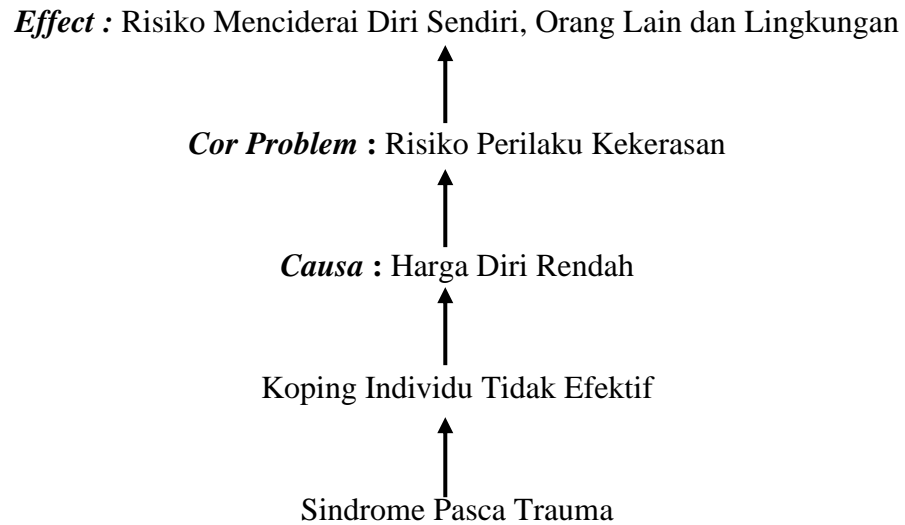 Effect : Risiko Menciderai Diri Sendiri, Orang Lain dan Lingkungan
Cor Problem : Risiko Perilaku Kekerasan
Causa : Harga Diri Rendah
Koping Individu Tidak Efektif
Sindrome Pasca Trauma